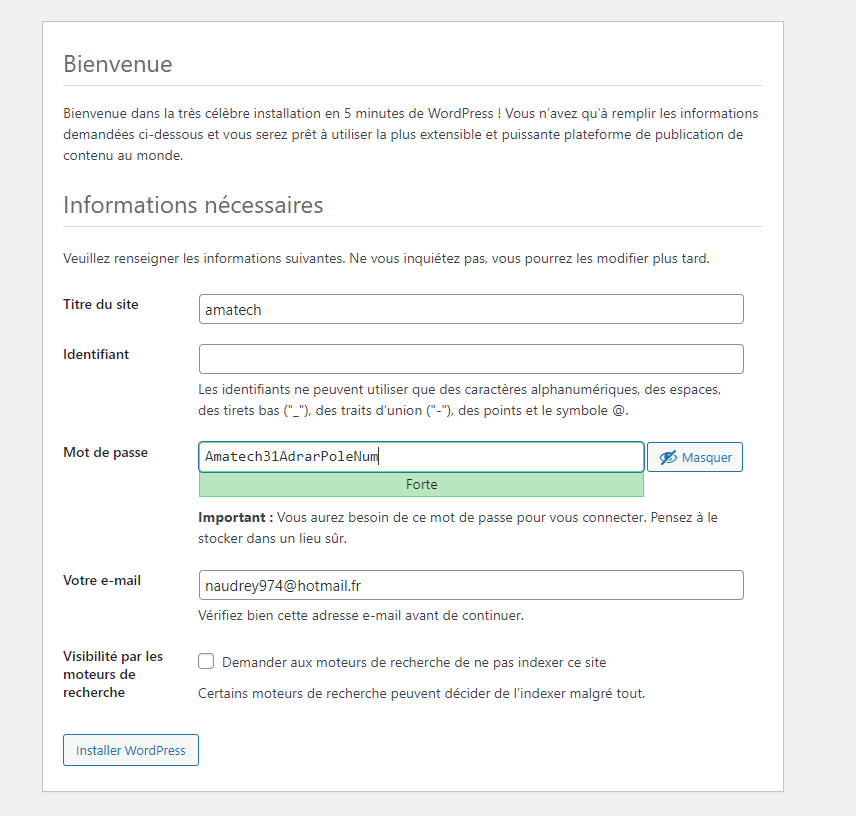 Bienvenue
Bienvenue dans la très célèbre installation en 5 minutes de WordPress ! Vous n’avez qu’à remplir les informations
demandées ci-dessous et vous serez prêt à utiliser la plus extensible et puissante plateforme de publication de
contenu au monde.
Informations nécessaires
Veuillez renseigner les informations suivantes. Ne vous inquiétez pas, vous pourrez les modifier plus tard.
Titre du site
amatech
Identifiant
Les identifiants ne peuvent utiliser que des caractères alphanumériques, des espaces,
des tirets bas ("_"), des traits d’union ("-"), des points et le symbole @.
Mot de passe
Amatech31AdrarPoleNum
Masquer
Forte
Important : Vous aurez besoin de ce mot de passe pour vous connecter. Pensez à le
stocker dans un lieu sûr.
Votre e-mail
naudrey974@hotmail.fr
Vérifiez bien cette adresse e-mail avant de continuer.
Visibilité par les
moteurs de
recherche
Demander aux moteurs de recherche de ne pas indexer ce site
Certains moteurs de recherche peuvent décider de l’indexer malgré tout.
Installer WordPress